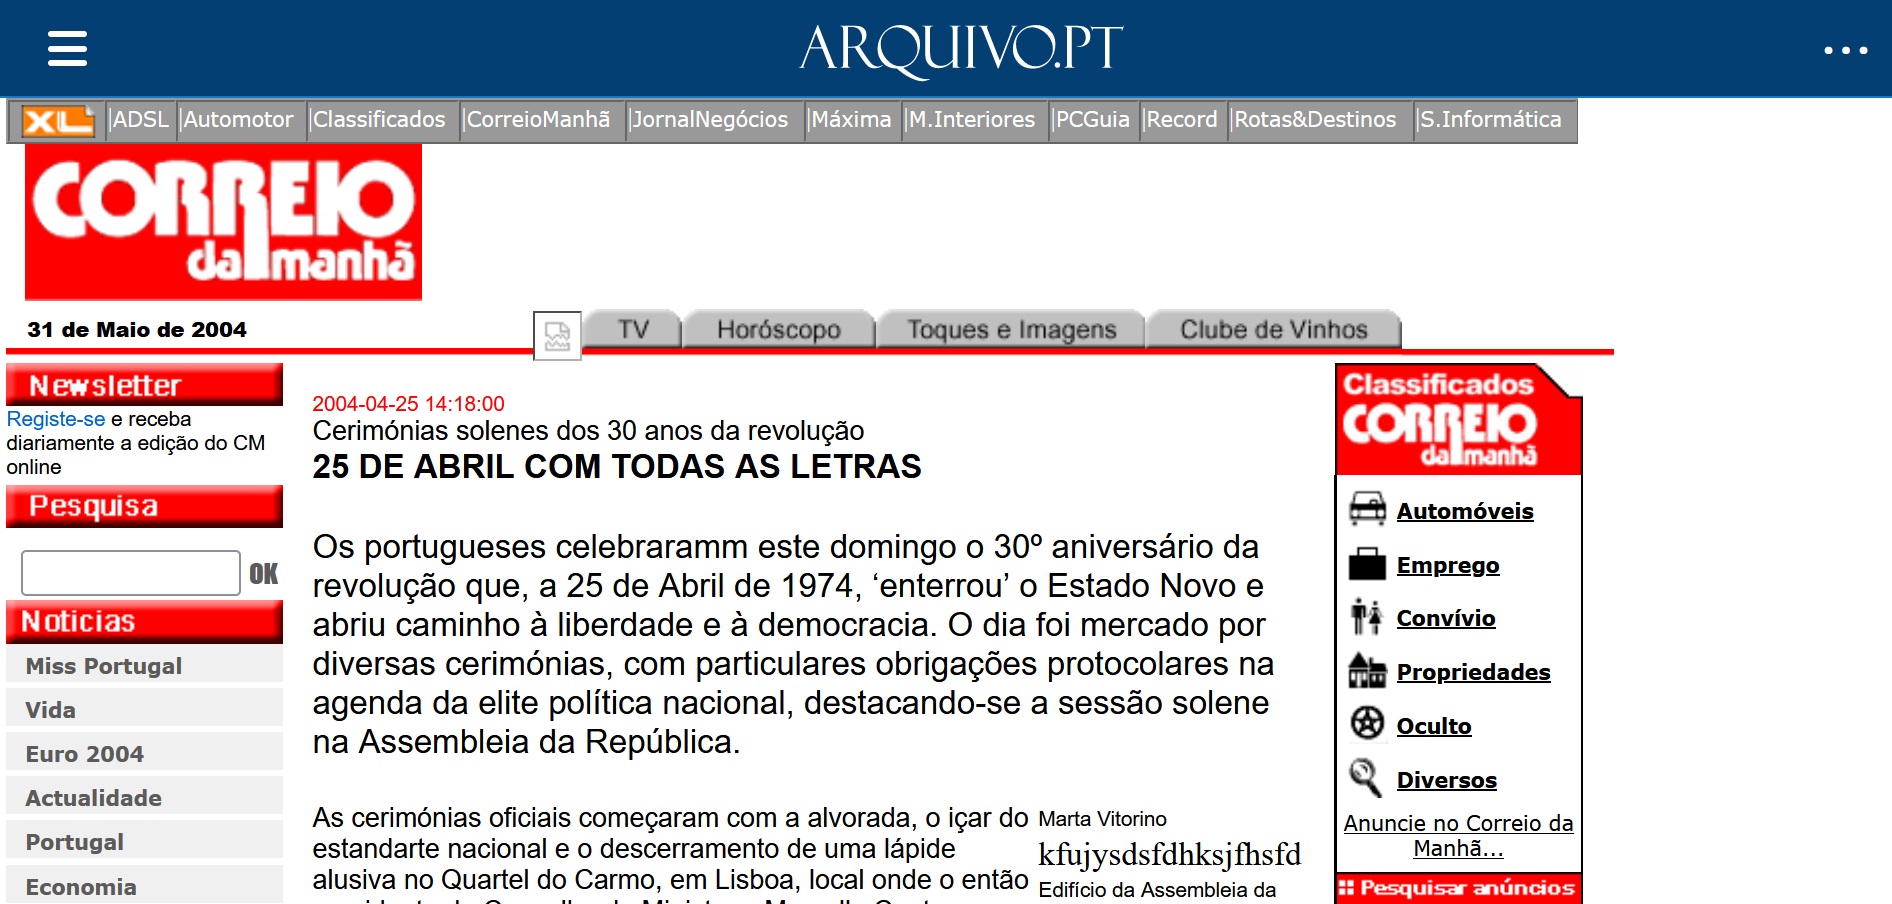 ARQUIVO.PT
XL |ADSL |Automotor |Classificados |CorreioManhã |JornalNegócios |Máxima |M.Interiores |PCGuia |Record |Rotas&Destinos |S.Informática
CORREIO
da manhã
31 de Maio de 2004
TV Horóscopo Toques e Imagens Clube de Vinhos
Newsletter
Registe-se e receba
diariamente a edição do CM
online
Pesquisa
OK
Noticias
Miss Portugal
Vida
Euro 2004
Actualidade
Portugal
Economia
2004-04-25 14:18:00
Cerimónias solenes dos 30 anos da revolução
25 DE ABRIL COM TODAS AS LETRAS
Os portugueses celebraramm este domingo o 30º aniversário da
revolução que, a 25 de Abril de 1974, ‘enterrou’ o Estado Novo e
abriu caminho à liberdade e à democracia. O dia foi mercado por
diversas cerimónias, com particulares obrigações protocolares na
agenda da elite política nacional, destacando-se a sessão solene
na Assembleia da República.
As cerimónias oficiais começaram com a alvorada, o içar do
estandarte nacional e o descerramento de uma lápide
alusiva no Quartel do Carmo, em Lisboa, local onde o então
Marta Vitorino
kfujysdsfdhksjfhsfd
Edifício da Assembleia da
Classificados
CORREIO
da manhã
Automóveis
Emprego
Convívio
Propriedades
Oculto
Diversos
Anuncie no Correio da
Manhã...
Pesquisar anúncios